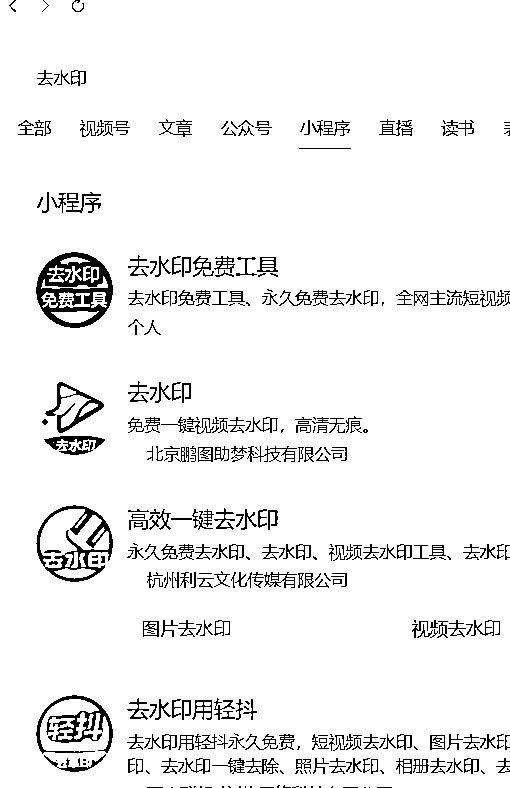 去水印
全部 视频号 文章 公众号 小程序 直播 读书
小程序
去水印
免费工具
去水印免费工具
去水印免费工具、永久免费去水印，全网主流短视频
个人
去水印
去水印
免费一键视频去水印，高清无痕。
北京鹏图助梦科技有限公司
去水印
高效一键去水印
永久免费去水印、去水印、视频去水印工具、去水印
杭州利云文化传媒有限公司
图片去水印 视频去水印
轻抖
去水印
去水印用轻抖
去水印用轻抖永久免费，短视频去水印、图片去水印
印、去水印一键去除、照片去水印、相册去水印、去